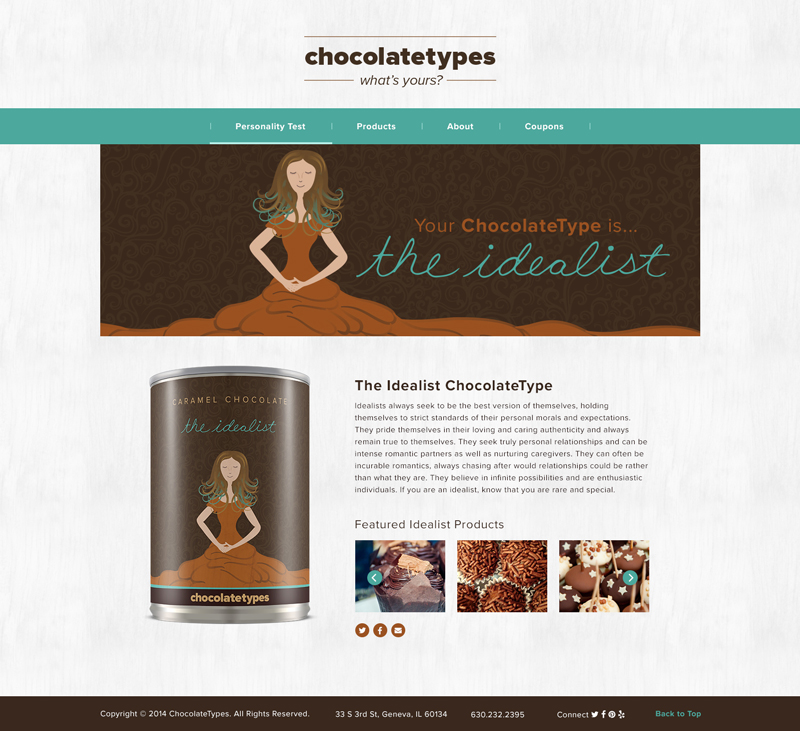 chocolatetypes
what's yours?
Personality Test
Products
About
Coupons
Your ChocolateType is...
the idealist
CARAMEL CHOCOLATE
the idealist
chocolatetypes
The Idealist ChocolateType
Idealists always seek to be the best version of themselves, holding
themselves to strict standards of their personal morals and expectations.
They pride themselves in their loving and caring authenticity and always
remain true to themselves. They seek truly personal relationships and can be
intense romantic partners as well as nurturing caregivers. They can often be
incurable romantics, always chasing after would relationships could be rather
than what they are. They believe in infinite possibilities and are enthusiastic
individuals. If you are an idealist, know that you are rare and special.
Featured Idealist Products
Copyright © 2014 ChocolateTypes. All Rights Reserved.
33 S 3rd St, Geneva, IL 60134
630.232.2395
Connect
Back to Top